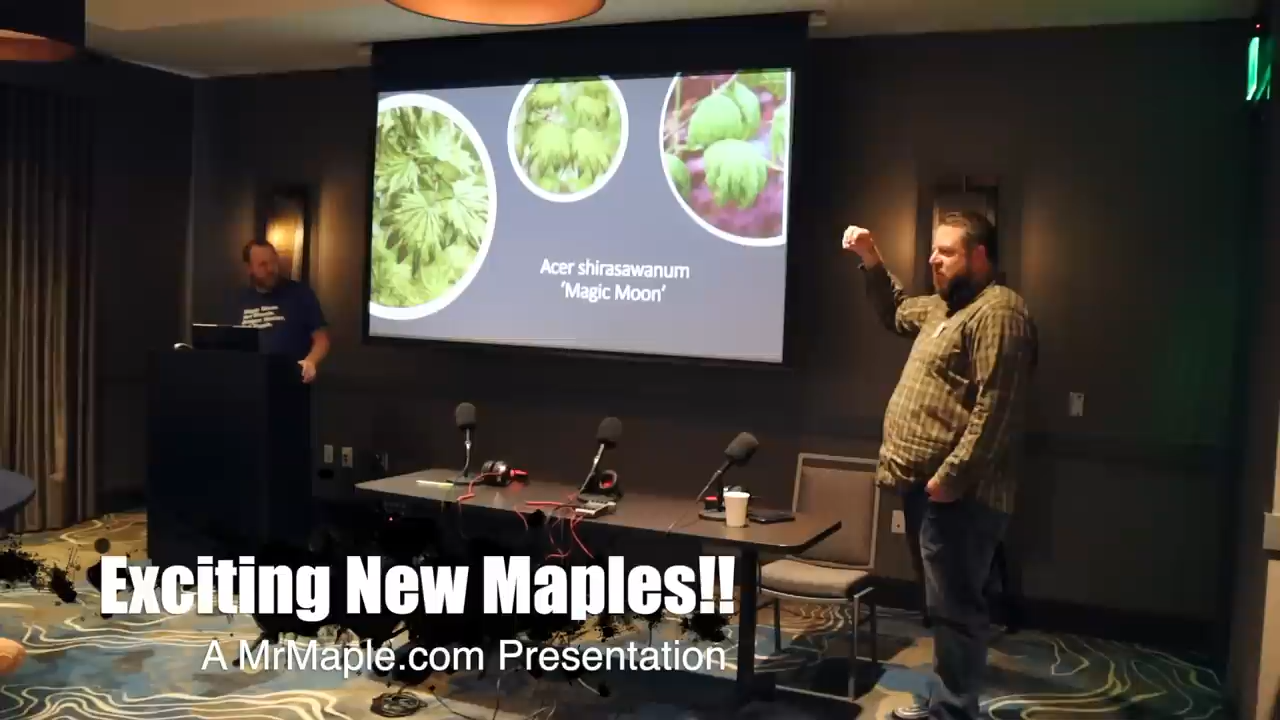 Acer shirasawanum
‘Magic Moon’
Exciting New Maples!!
A MrMaple.com Presentation